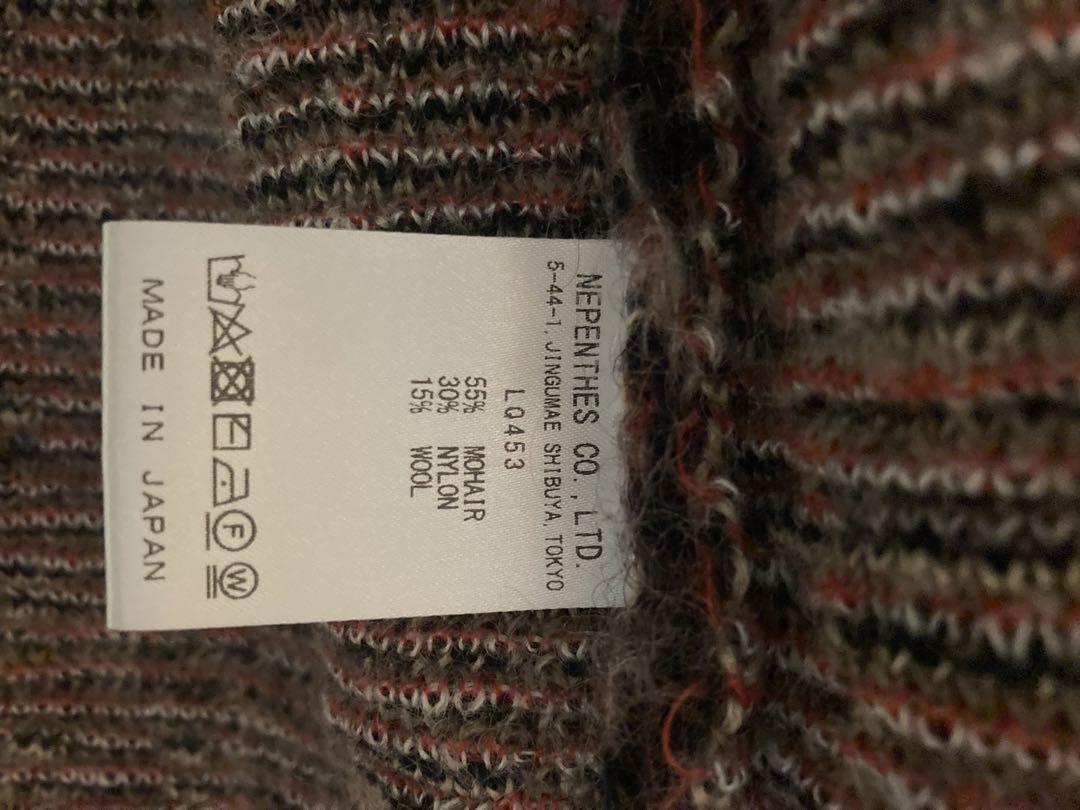 NEPENTHES CO.,LTD.
5-44-1, JINGUMAE SHIBUYA, TOKYO
LQ453
55% MOHAIR
30% NYLON
15% WOOL
F W
MADE IN JAPAN